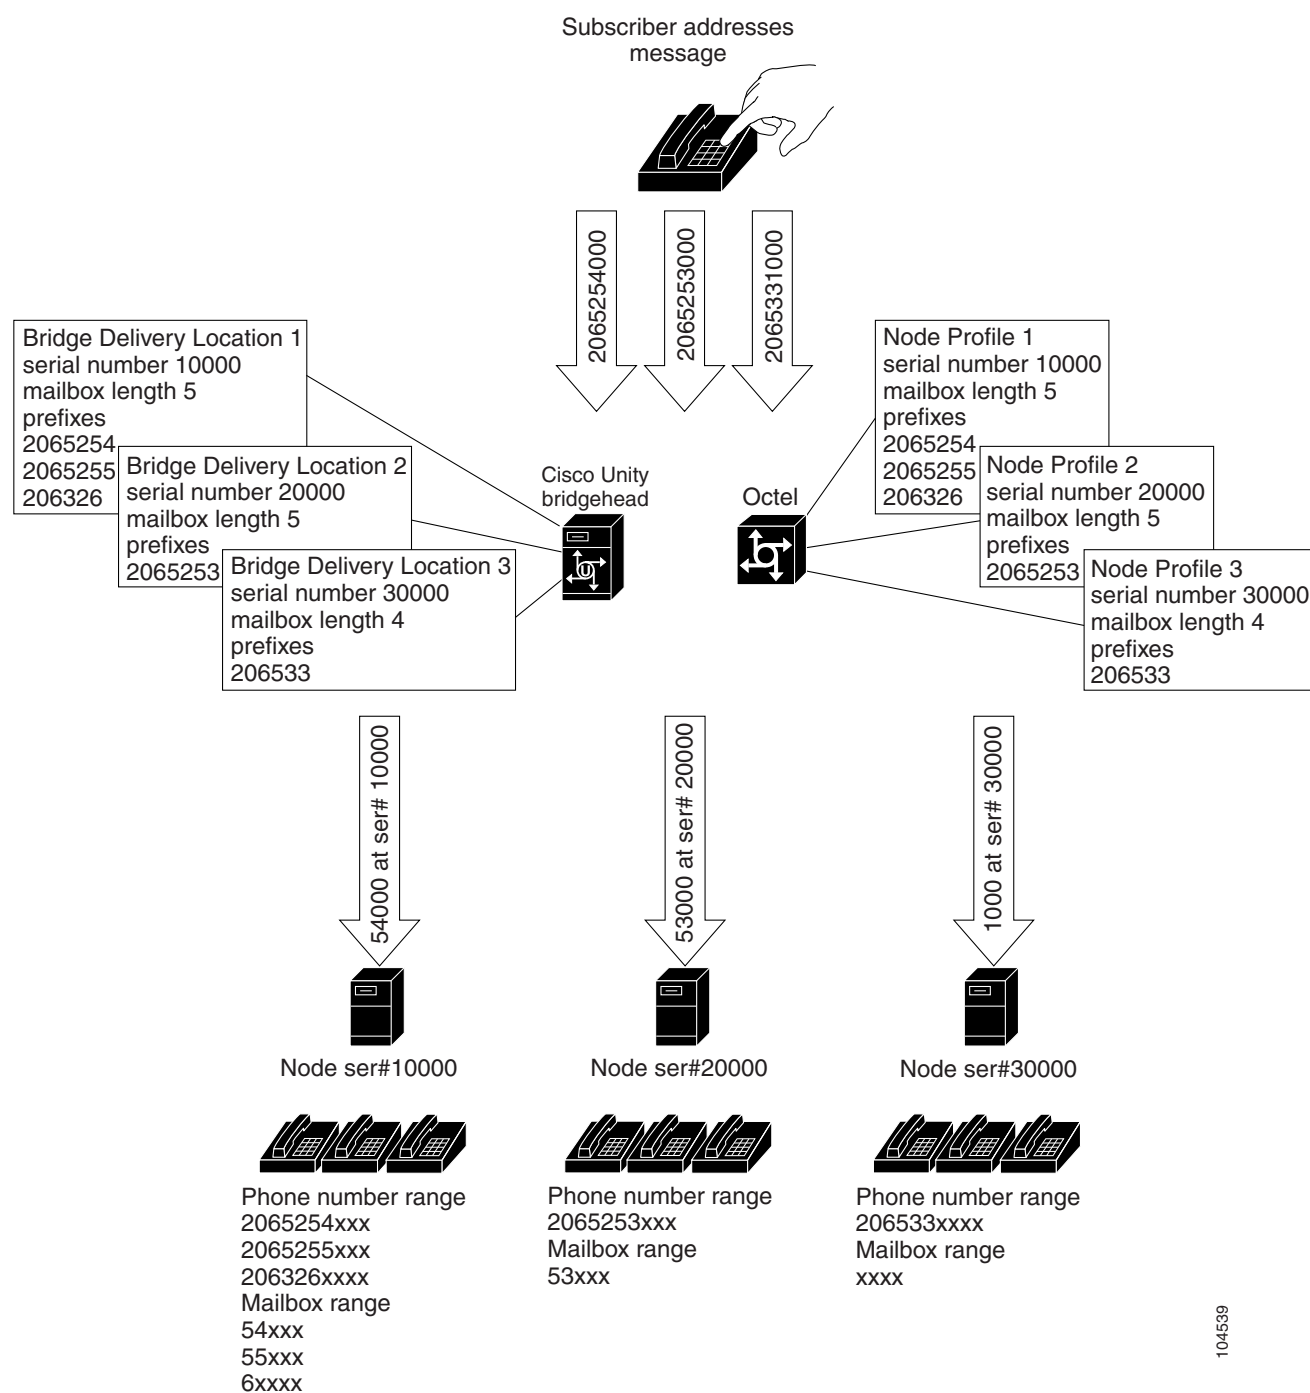 Subscriber addresses
message
2065254000
2065253000
2065331000
Bridge Delivery Location 1
serial number 10000
mailbox length 5
prefixes
2065254
2065255
206326
Bridge Delivery Location 2
serial number 20000
mailbox length 5
prefixes
2065253
Bridge Delivery Location 3
serial number 30000
mailbox length 4
prefixes
206533
Cisco Unity
bridgehead
U
Octel
Node Profile 1
serial number 10000
mailbox length 5
prefixes
2065254
2065255
206326
Node Profile 2
serial number 20000
mailbox length 5
prefixes
2065253
Node Profile 3
serial number 30000
mailbox length 4
prefixes
206533
54000 at ser# 10000
53000 at ser# 20000
1000 at ser# 30000
Node ser#10000
Node ser#20000
Node ser#30000
Phone number range
2065254xxx
2065255xxx
206326xxxx
Mailbox range
54xxx
55xxx
6xxxx
Phone number range
2065253xxx
Mailbox range
53xxx
Phone number range
206533xxxx
Mailbox range
xxxx
104539